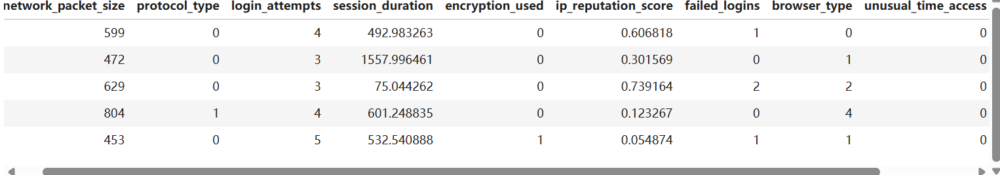 network_packet_size protocol_type login_attempts session_duration encryption_used ip_reputation_score failed_logins browser_type unusual_time_access
599 0 4 492.983263 0 0.606818 1 0 0
472 0 3 1557.996461 0 0.301569 0 1 0
629 0 3 75.044262 0 0.739164 2 2 0
804 1 4 601.248835 0 0.123267 0 4 0
453 0 5 532.540888 1 0.054874 1 1 0